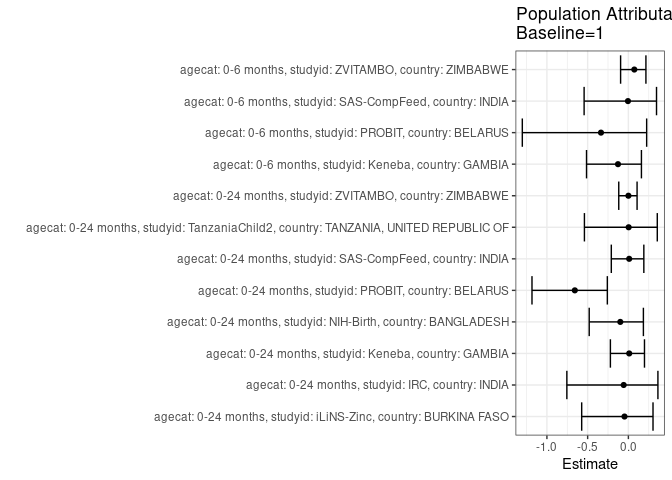 Population Attributa
Baseline=1
agecat: 0-6 months, studyid: ZVITAMBO, country: ZIMBABWE
agecat: 0-6 months, studyid: SAS-CompFeed, country: INDIA
agecat: 0-6 months, studyid: PROBIT, country: BELARUS
agecat: 0-6 months, studyid: Keneba, country: GAMBIA
agecat: 0-24 months, studyid: ZVITAMBO, country: ZIMBABWE
agecat: 0-24 months, studyid: TanzaniaChild2, country: TANZANIA, UNITED REPUBLIC OF
agecat: 0-24 months, studyid: SAS-CompFeed, country: INDIA
agecat: 0-24 months, studyid: PROBIT, country: BELARUS
agecat: 0-24 months, studyid: NIH-Birth, country: BANGLADESH
agecat: 0-24 months, studyid: Keneba, country: GAMBIA
agecat: 0-24 months, studyid: IRC, country: INDIA
agecat: 0-24 months, studyid: iLiNS-Zinc, country: BURKINA FASO
-1.0 -0.5 0.0
Estimate